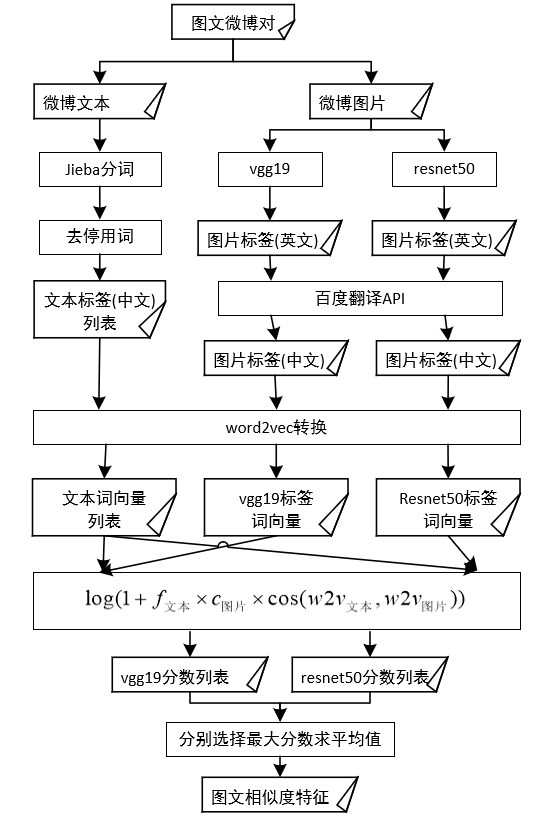 图文微博对
微博文本
微博图片
Jieba分词
vgg19
resnet50
去停用词
图片标签(英文)
图片标签(英文)
文本标签(中文)
列表
百度翻译API
图片标签(中文)
图片标签(中文)
word2vec转换
文本词向量
列表
vgg19标签
词向量
Resnet50标签
词向量
log(1 + f文本 × c图片 × cos(w2v文本, w2v图片))
vgg19分数列表
resnet50分数列表
分别选择最大分数求平均值
图文相似度特征